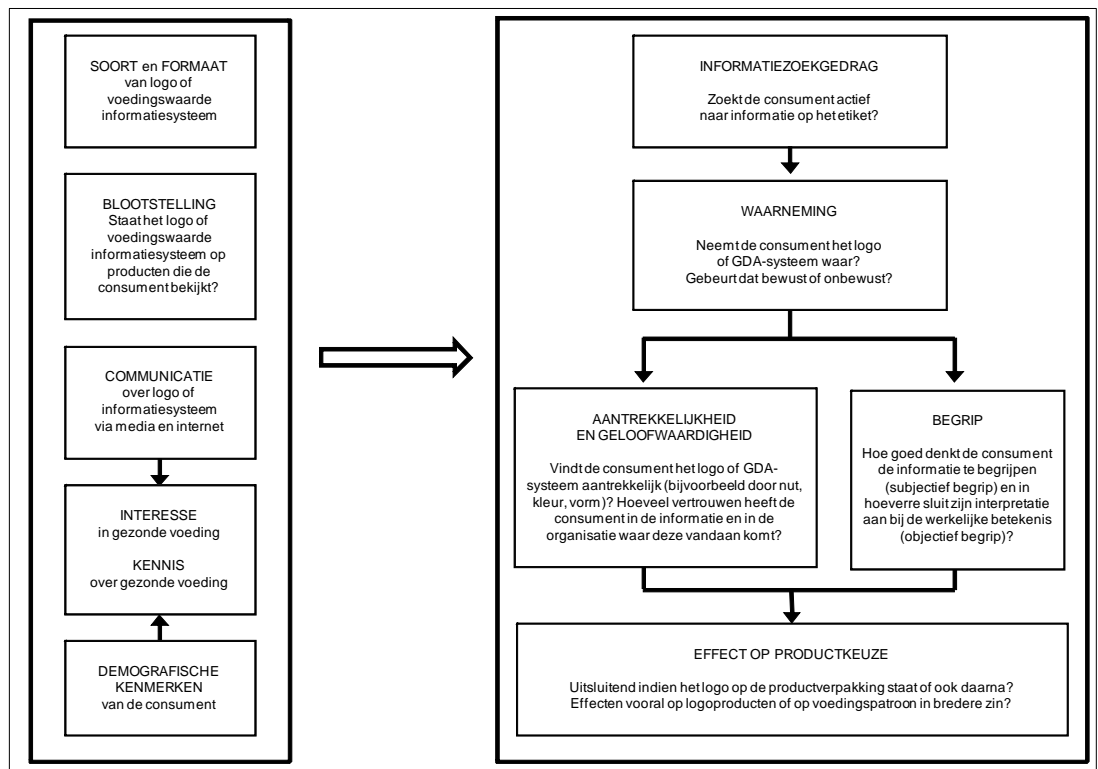 SOORT en FORMAAT
van logo of
voedingswaarde
informatiesysteem
BLOOTSTELLING
Staat het logo of
voedingswaarde
informatiesysteem op
producten die de
consument bekijkt?
COMMUNICATIE
over logo of
informatiesysteem
via media en internet
INTERESSE
in gezonde voeding
KENNIS
over gezonde voeding
DEMOGRAFISCHE
KENMERKEN
van de consument
INFORMATIEZOEKGEDRAG
Zoekt de consument actief
naar informatie op het etiket?
WAARNEMING
Neemt de consument het logo
of GDA-systeem waar?
Gebeurt dat bewust of onbewust?
AANTREKKELIJKHEID
EN GELOOFWAARDIGHEID
Vindt de consument het logo of GDA-
systeem aantrekkelijk (bijvoorbeeld door nut,
kleur, vorm)? Hoeveel vertrouwen heeft de
consument in de informatie en in de
organisatie waar deze vandaan komt?
BEGRIP
Hoe goed denkt de consument
de informatie te begrijpen
(subjectief begrip) en in
hoeverre sluit zijn interpretatie
aan bij de werkelijke betekenis
(objectief begrip)?
EFFECT OP PRODUCTKEUZE
Uitsluitend indien het logo op de productverpakking staat of ook daarna?
Effecten vooral op logoproducten of op voedingspatroon in bredere zin?